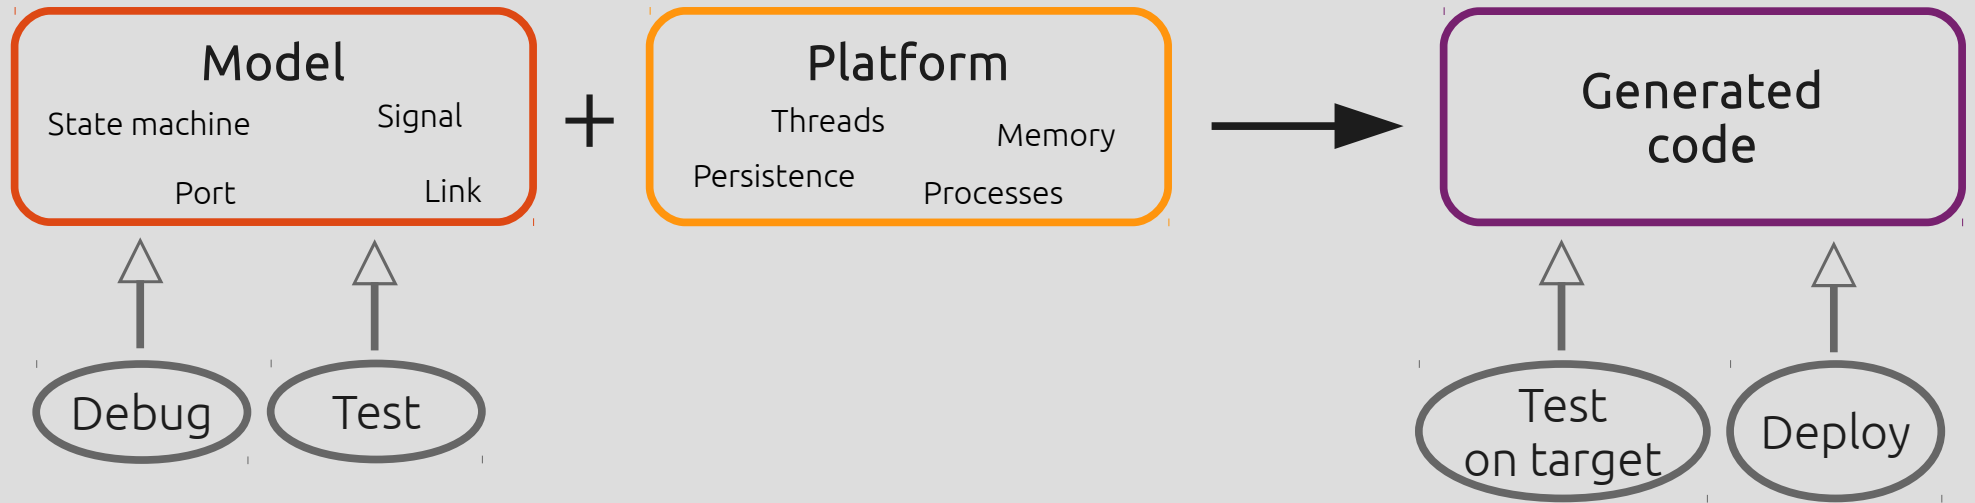 Model
State machine
Signal
Port
Link
+
Platform
Threads
Memory
Persistence
Processes
Generated
code
Debug
Test
Test
on target
Deploy